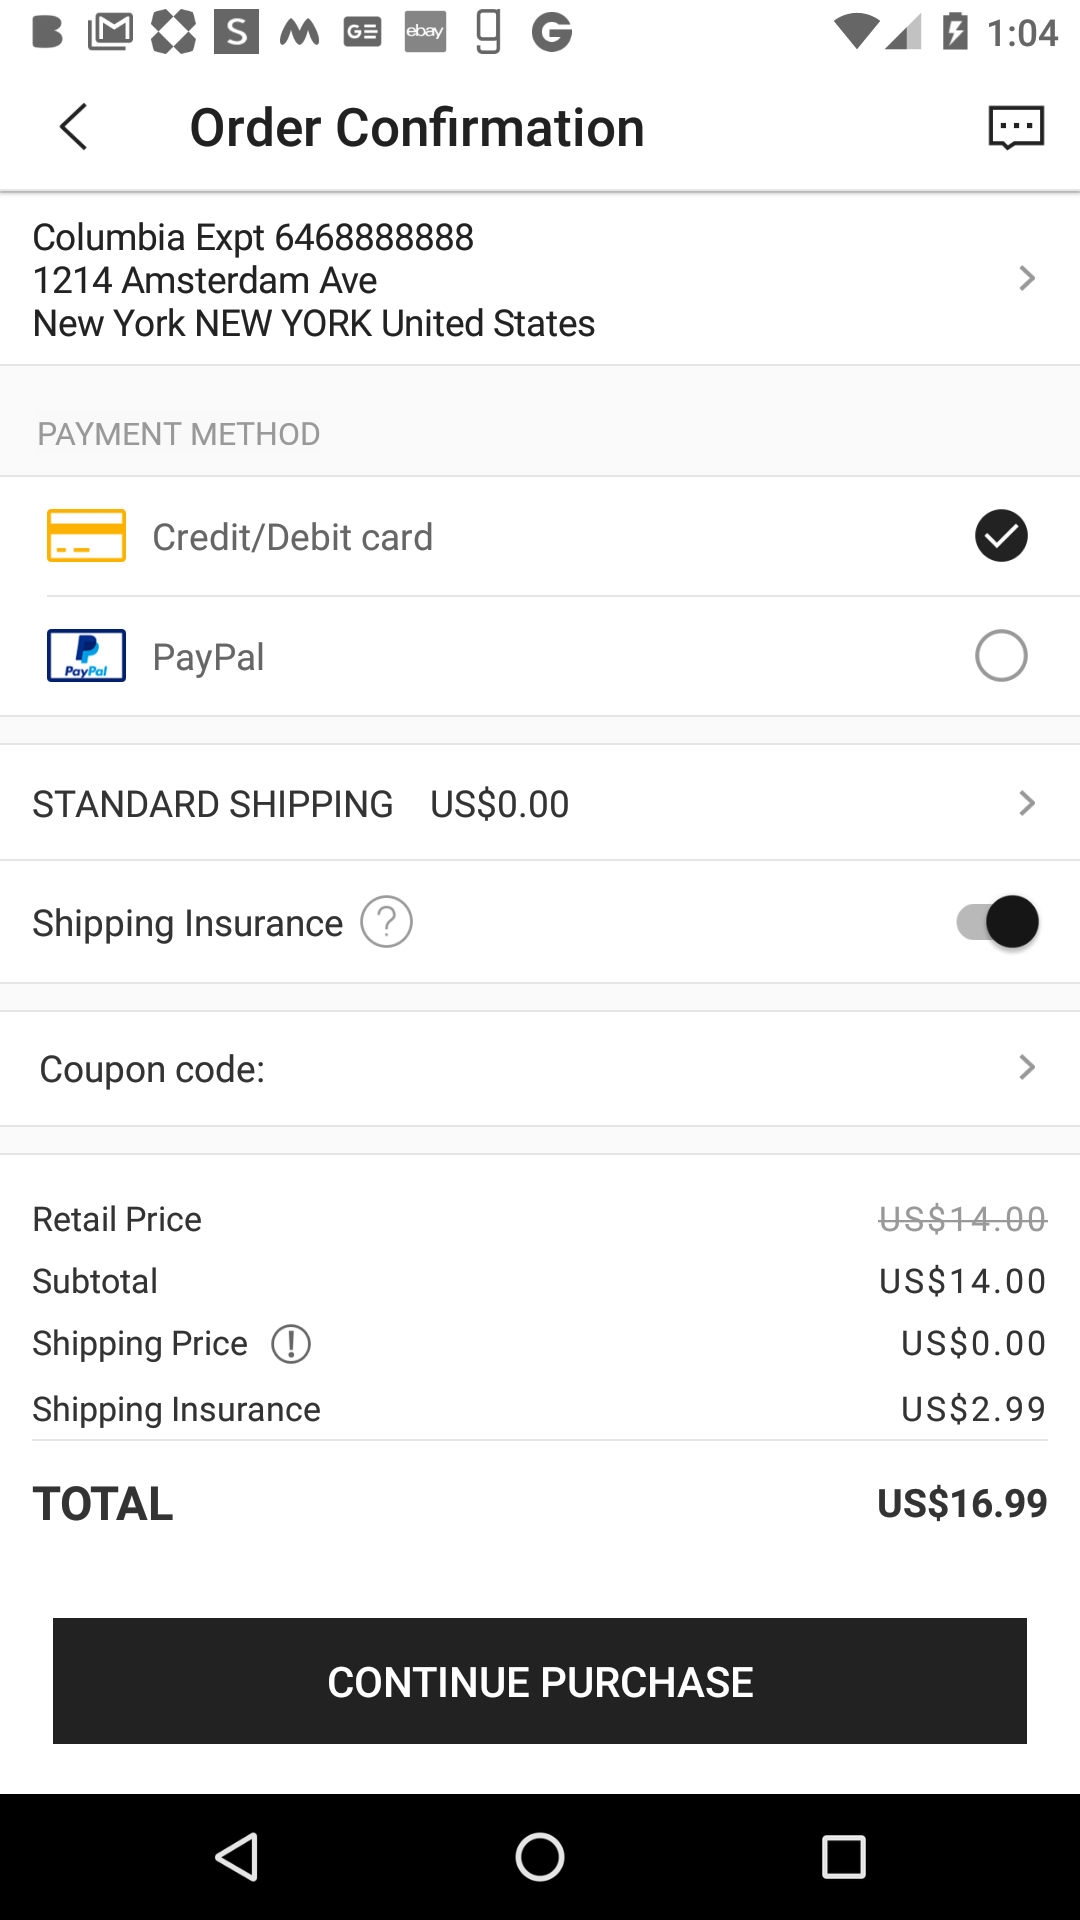 S GE ebay g G 1:04
Order Confirmation
Columbia Expt 6468888888
1214 Amsterdam Ave
New York NEW YORK United States
PAYMENT METHOD
Credit/Debit card
PayPal PayPal
STANDARD SHIPPING US$0.00
Shipping Insurance ?
Coupon code:
Retail Price US$14.00
Subtotal US$14.00
Shipping Price ! US$0.00
Shipping Insurance US$2.99
TOTAL US$16.99
CONTINUE PURCHASE